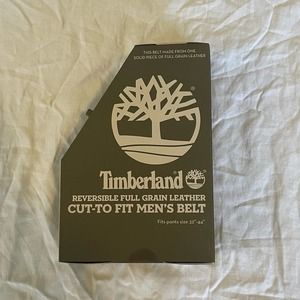 THIS BELT MADE FROM ONE
SOLID PIECE OF FULL GRAIN LEATHER
Timberland
REVERSIBLE FULL GRAIN LEATHER
CUT-TO FIT MEN'S BELT
Fits pants size 32"-44"